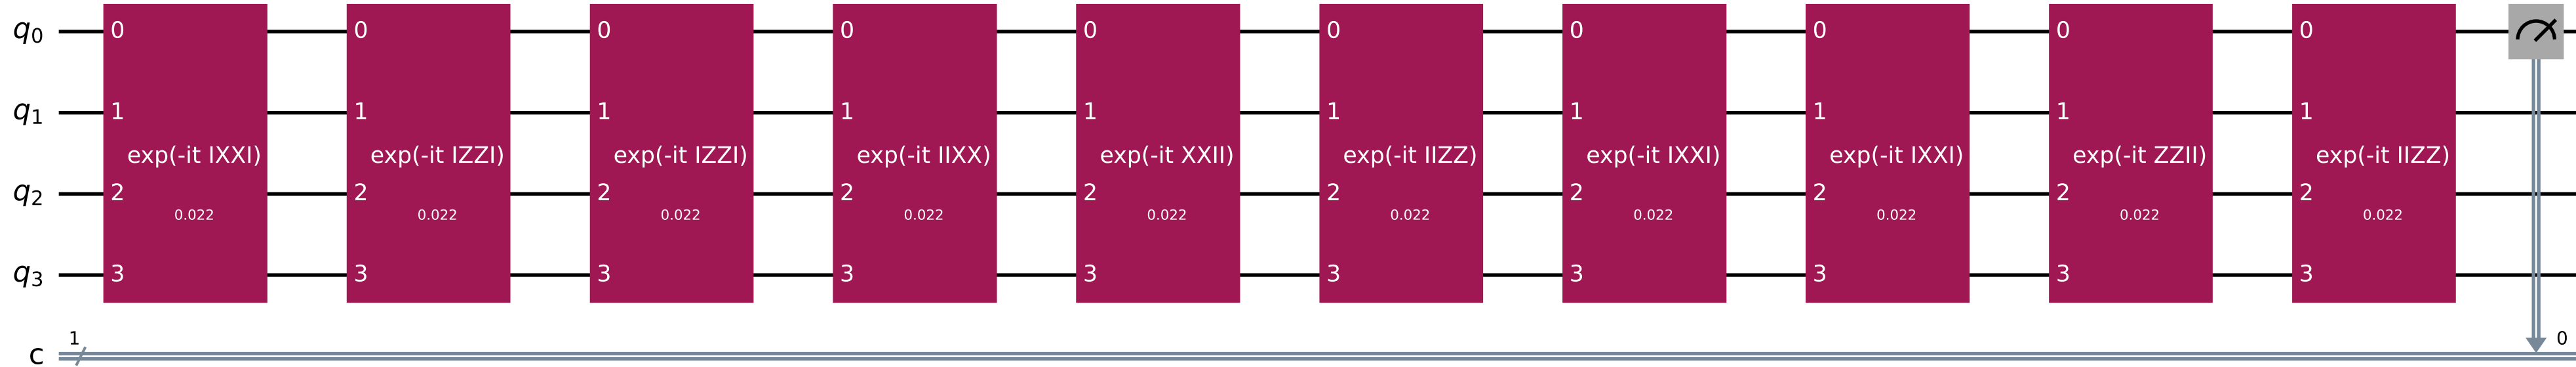 q0 0 0 0 0 0 0 0 0 0 0
q1 1 1 1 1 1 1 1 1 1 1
exp(-it IXXI) exp(-it IZZI) exp(-it IZZI) exp(-it IIXX) exp(-it XXII) exp(-it IIZZ) exp(-it IXXI) exp(-it IXXI) exp(-it ZZII) exp(-it IIZZ)
q2 2 2 2 2 2 2 2 2 2 2
0.022 0.022 0.022 0.022 0.022 0.022 0.022 0.022 0.022 0.022
q3 3 3 3 3 3 3 3 3 3 3
1 0
c